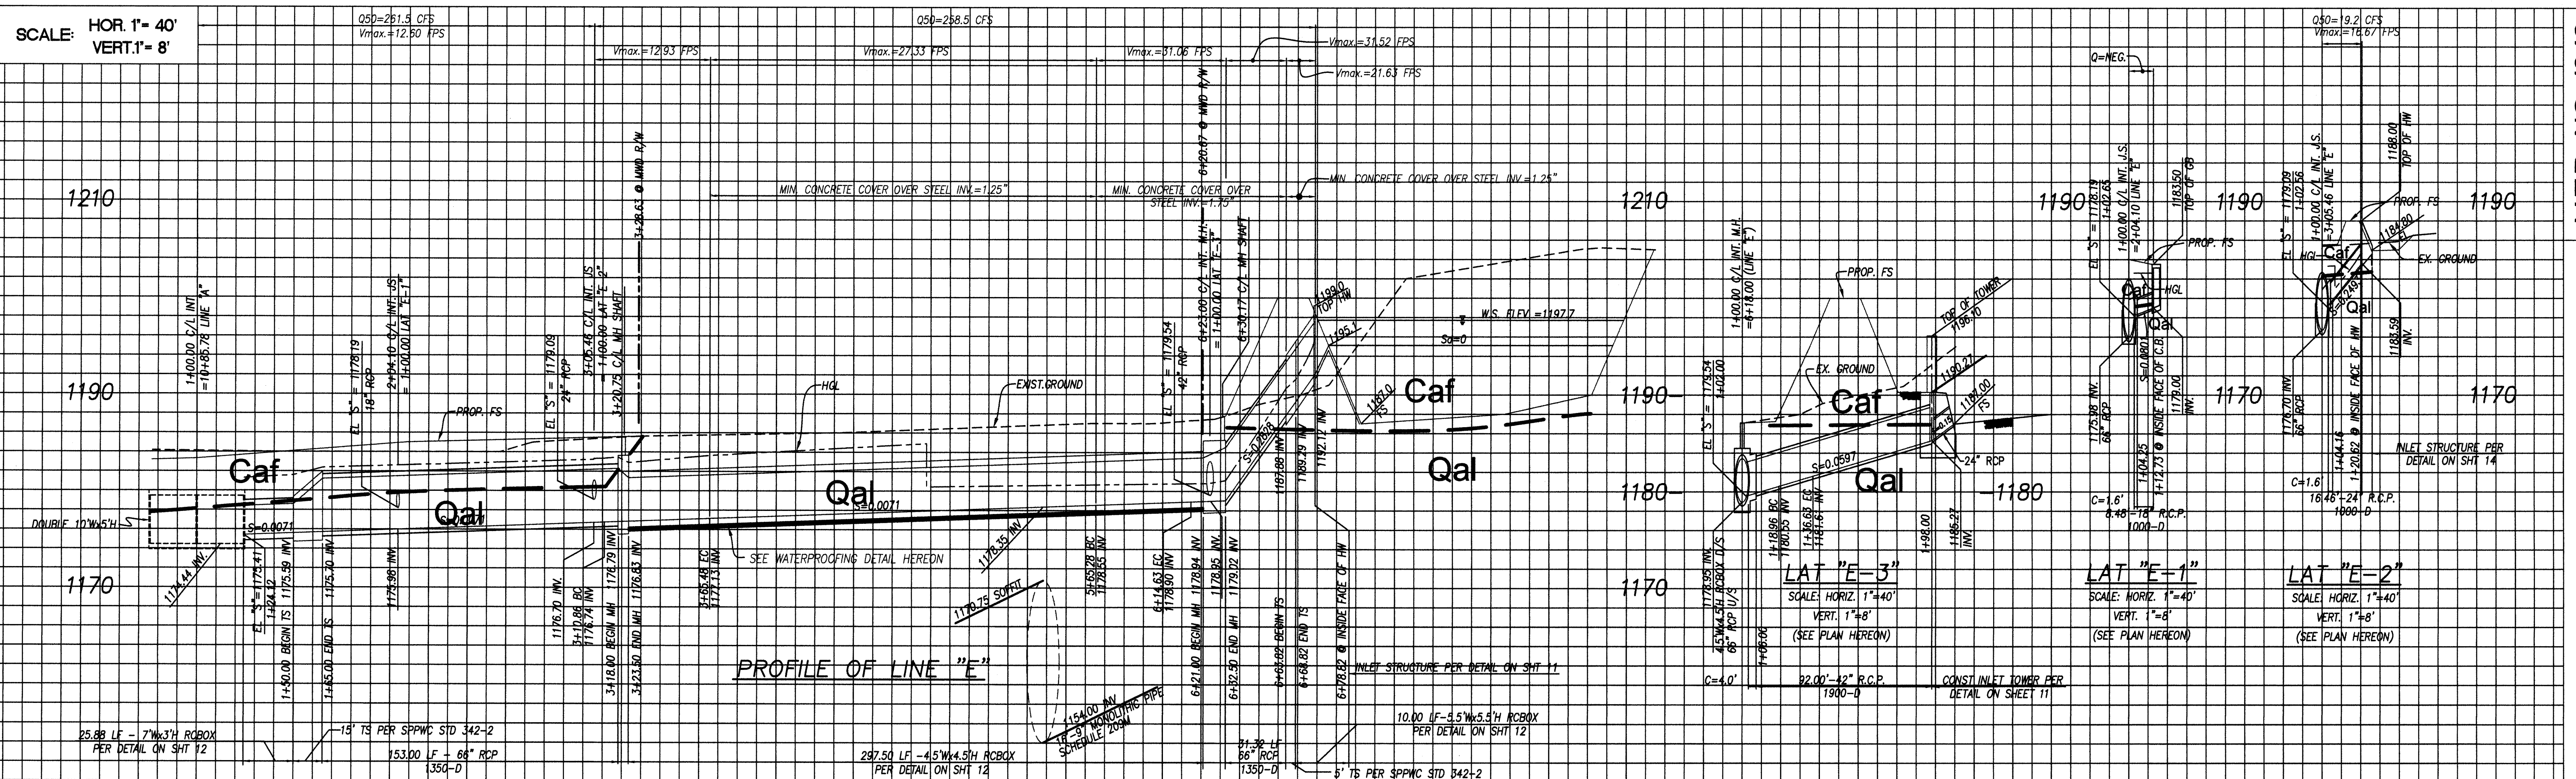 SCALE: HOR. 1"= 40'
VERT.1"= 8'
Q50=261.5 CFS
Vmax.=12.60 FPS
Q50=258.5 CFS
Vmax.=12.93 FPS
Vmax.=27.33 FPS
Vmax.=31.06 FPS
Vmax.=31.52 FPS
Vmax.=21.63 FPS
1210
1190
1170
1+00.00 C/L INT
=10+85.78 LINE "A"
EL "S" = 1178.19
18" RCP
2+04.10 C/L INT. JS
= 1+00.00 LAT "E-1"
EL "S" = 1179.09
24" RCP
3+05.46 C/L INT. JS
= 1+00.00 LAT "E-2"
3+20.75 C/L MH SHAFT
3+28.63 @ MWD R/W
MIN. CONCRETE COVER OVER STEEL INV.=1.25"
MIN. CONCRETE COVER OVER
STEEL INV.=1.75"
MIN. CONCRETE COVER OVER STEEL INV.=1.25"
EL "S" = 1179.54
42" RCP
6+20.67 @ MWD R/W
6+23.00 C/L INT. M.H.
= 1+00.00 LAT "E-3"
6+30.17 C/L MH SHAFT
1199.0
TOP HW
1195.1
W.S. ELEV =1197.7
So=0
1187.0
FS
PROP. FS
HGL
EXIST.GROUND
Caf
Qal
Qal
Caf
Qal
DOUBLE 10'Wx5'H
S=0.0071
S=0.0071
S=0.2828
SEE WATERPROOFING DETAIL HEREON
1174.44 INV.
EL "S"=1175.41
1+24.12
1+50.00 BEGIN TS 1175.59 INV
1+65.00 END TS 1175.70 INV
1175.98 INV
1176.70 INV.
3+10.86 BC
1176.74 INV
3+18.00 BEGIN MH 1176.79 INV
3+23.50 END MH 1176.83 INV
3+65.48 EC
1177.13 INV
1178.35 INV
1170.75 SOFFIT
1154.00 INV
16'-9" MONOLITHIC PIPE
SCHEDULE 209M
5+65.28 BC
1178.55 INV
6+14.63 EC
1178.90 INV
6+21.00 BEGIN MH 1178.94 INV
1178.95 INV.
6+32.50 END MH 1179.02 INV
1187.88 INV
6+63.82 BEGIN TS
1189.29 INV
6+68.82 END TS
1192.12 INV
6+78.82 @ INSIDE FACE OF HW
INLET STRUCTURE PER DETAIL ON SHT 11
PROFILE OF LINE "E"
25.88 LF - 7'Wx3'H RCBOX
PER DETAIL ON SHT 12
15' TS PER SPPWC STD 342-2
153.00 LF - 66" RCP
1350-D
297.50 LF -4.5'Wx4.5'H RCBOX
PER DETAIL ON SHT 12
31.32 LF
66" RCP
1350-D
10.00 LF-5.5'Wx5.5'H RCBOX
PER DETAIL ON SHT 12
5' TS PER SPPWC STD 342-2
1210
1190
1180
1170
1180
EL "S" = 1179.54
1+02.00
1+00.00 C/L INT. M.H.
=6+18.00 (LINE "E")
PROP. FS
EX. GROUND
TOP OF TOWER
1196.10
1190.27
1187.00
FS
Caf
Qal
S=0.0597
S=0.15
24" RCP
1178.95 INV.
4.5'Wx4.5'H RCBOX D/S
66" RCP U/S
1+06.00
1+18.96 BC
1180.55 INV
1+36.63 EC
1181.61 INV
1+98.00
1185.27
INV.
LAT "E-3"
SCALE: HORIZ. 1"=40'
VERT. 1"=8'
(SEE PLAN HEREON)
C=4.0'
92.00'-42" R.C.P.
1900-D
CONST INLET TOWER PER
DETAIL ON SHEET 11
Q=NEG.
1190
1190
1170
EL "S" = 1178.19
1+02.65
1+00.00 C/L INT. J.S.
=2+04.10 LINE "E"
1183.50
TOP OF GB
PROP. FS
HGL
Caf
Qal
S=0.0801
1175.98 INV.
66" RCP
1+04.25
1+12.73 @ INSIDE FACE OF C.B.
1179.00
INV.
C=1.6'
8.48'-18" R.C.P.
1000-D
LAT "E-1"
SCALE: HORIZ. 1"=40'
VERT. 1"=8'
(SEE PLAN HEREON)
Q50=19.2 CFS
Vmax.=16.67 FPS
1190
1170
EL "S" = 1179.09
1+02.56
1+00.00 C/L INT. J.S.
=3+05.46 LINE "E"
1188.00
TOP OF HW
PROP. FS
1184.80
FL
EX. GROUND
HGL
Caf
Qal
1176.70 INV.
66" RCP
1+04.16
1+20.62 @ INSIDE FACE OF HW
1183.59
INV.
INLET STRUCTURE PER
DETAIL ON SHT 14
C=1.6'
16.46'-24" R.C.P.
1000-D
LAT "E-2"
SCALE: HORIZ. 1"=40'
VERT. 1"=8'
(SEE PLAN HEREON)